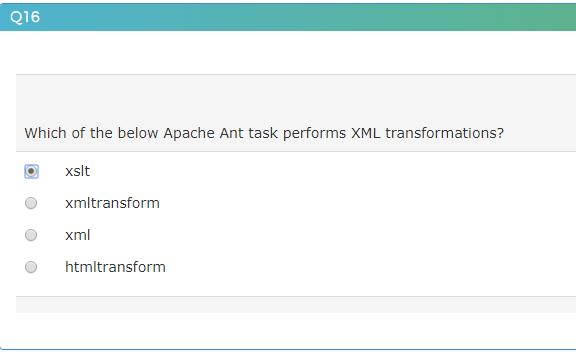 Q16
Which of the below Apache Ant task performs XML transformations?
xslt
xmltransform
xml
htmltransform